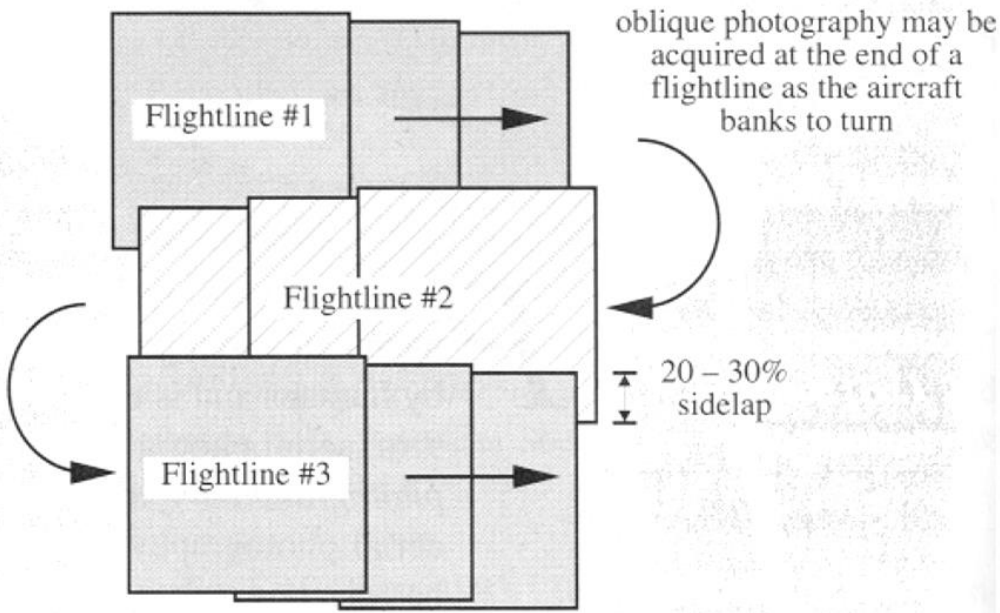 oblique photography may be
acquired at the end of a
flightline as the aircraft
banks to turn
Flightline #1
Flightline #2
20 – 30%
sidelap
Flightline #3